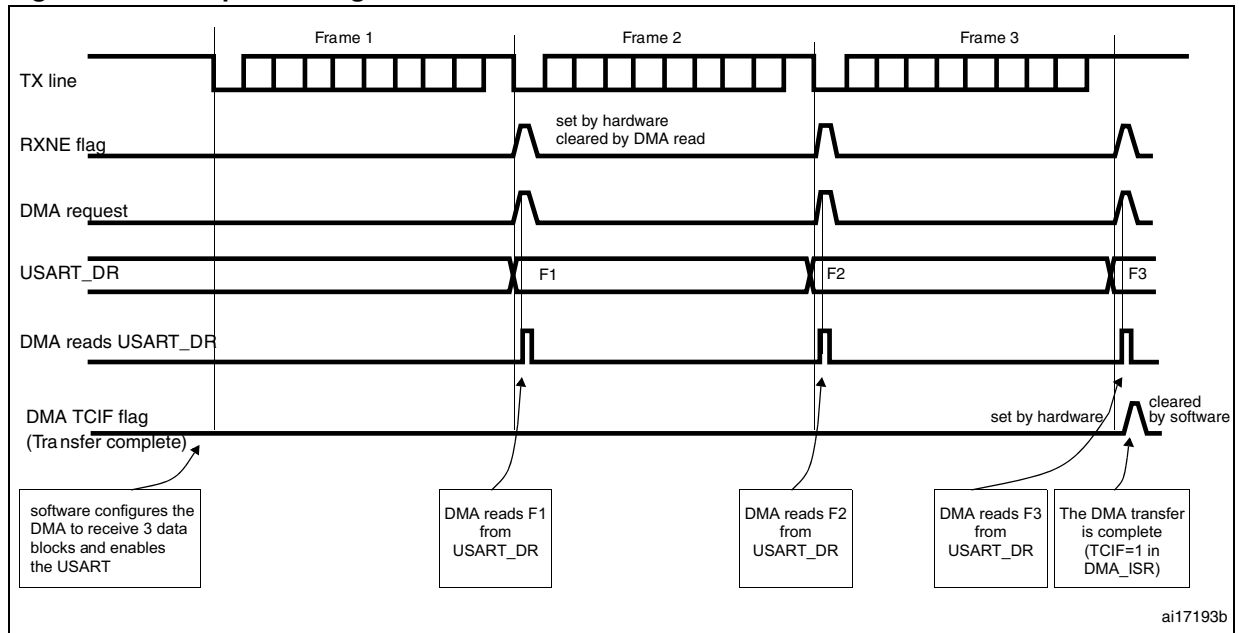 Frame 1
Frame 2
Frame 3
TX line
set by hardware
cleared by DMA read
RXNE flag
DMA request
USART_DR
F1
F2
F3
DMA reads USART_DR
DMA TCIF flag
(Transfer complete)
set by hardware
cleared
by software
software configures the
DMA to receive 3 data
blocks and enables
the USART
DMA reads F1
from
USART_DR
DMA reads F2
from
USART_DR
DMA reads F3
from
USART_DR
The DMA transfer
is complete
(TCIF=1 in
DMA_ISR)
ai17193b